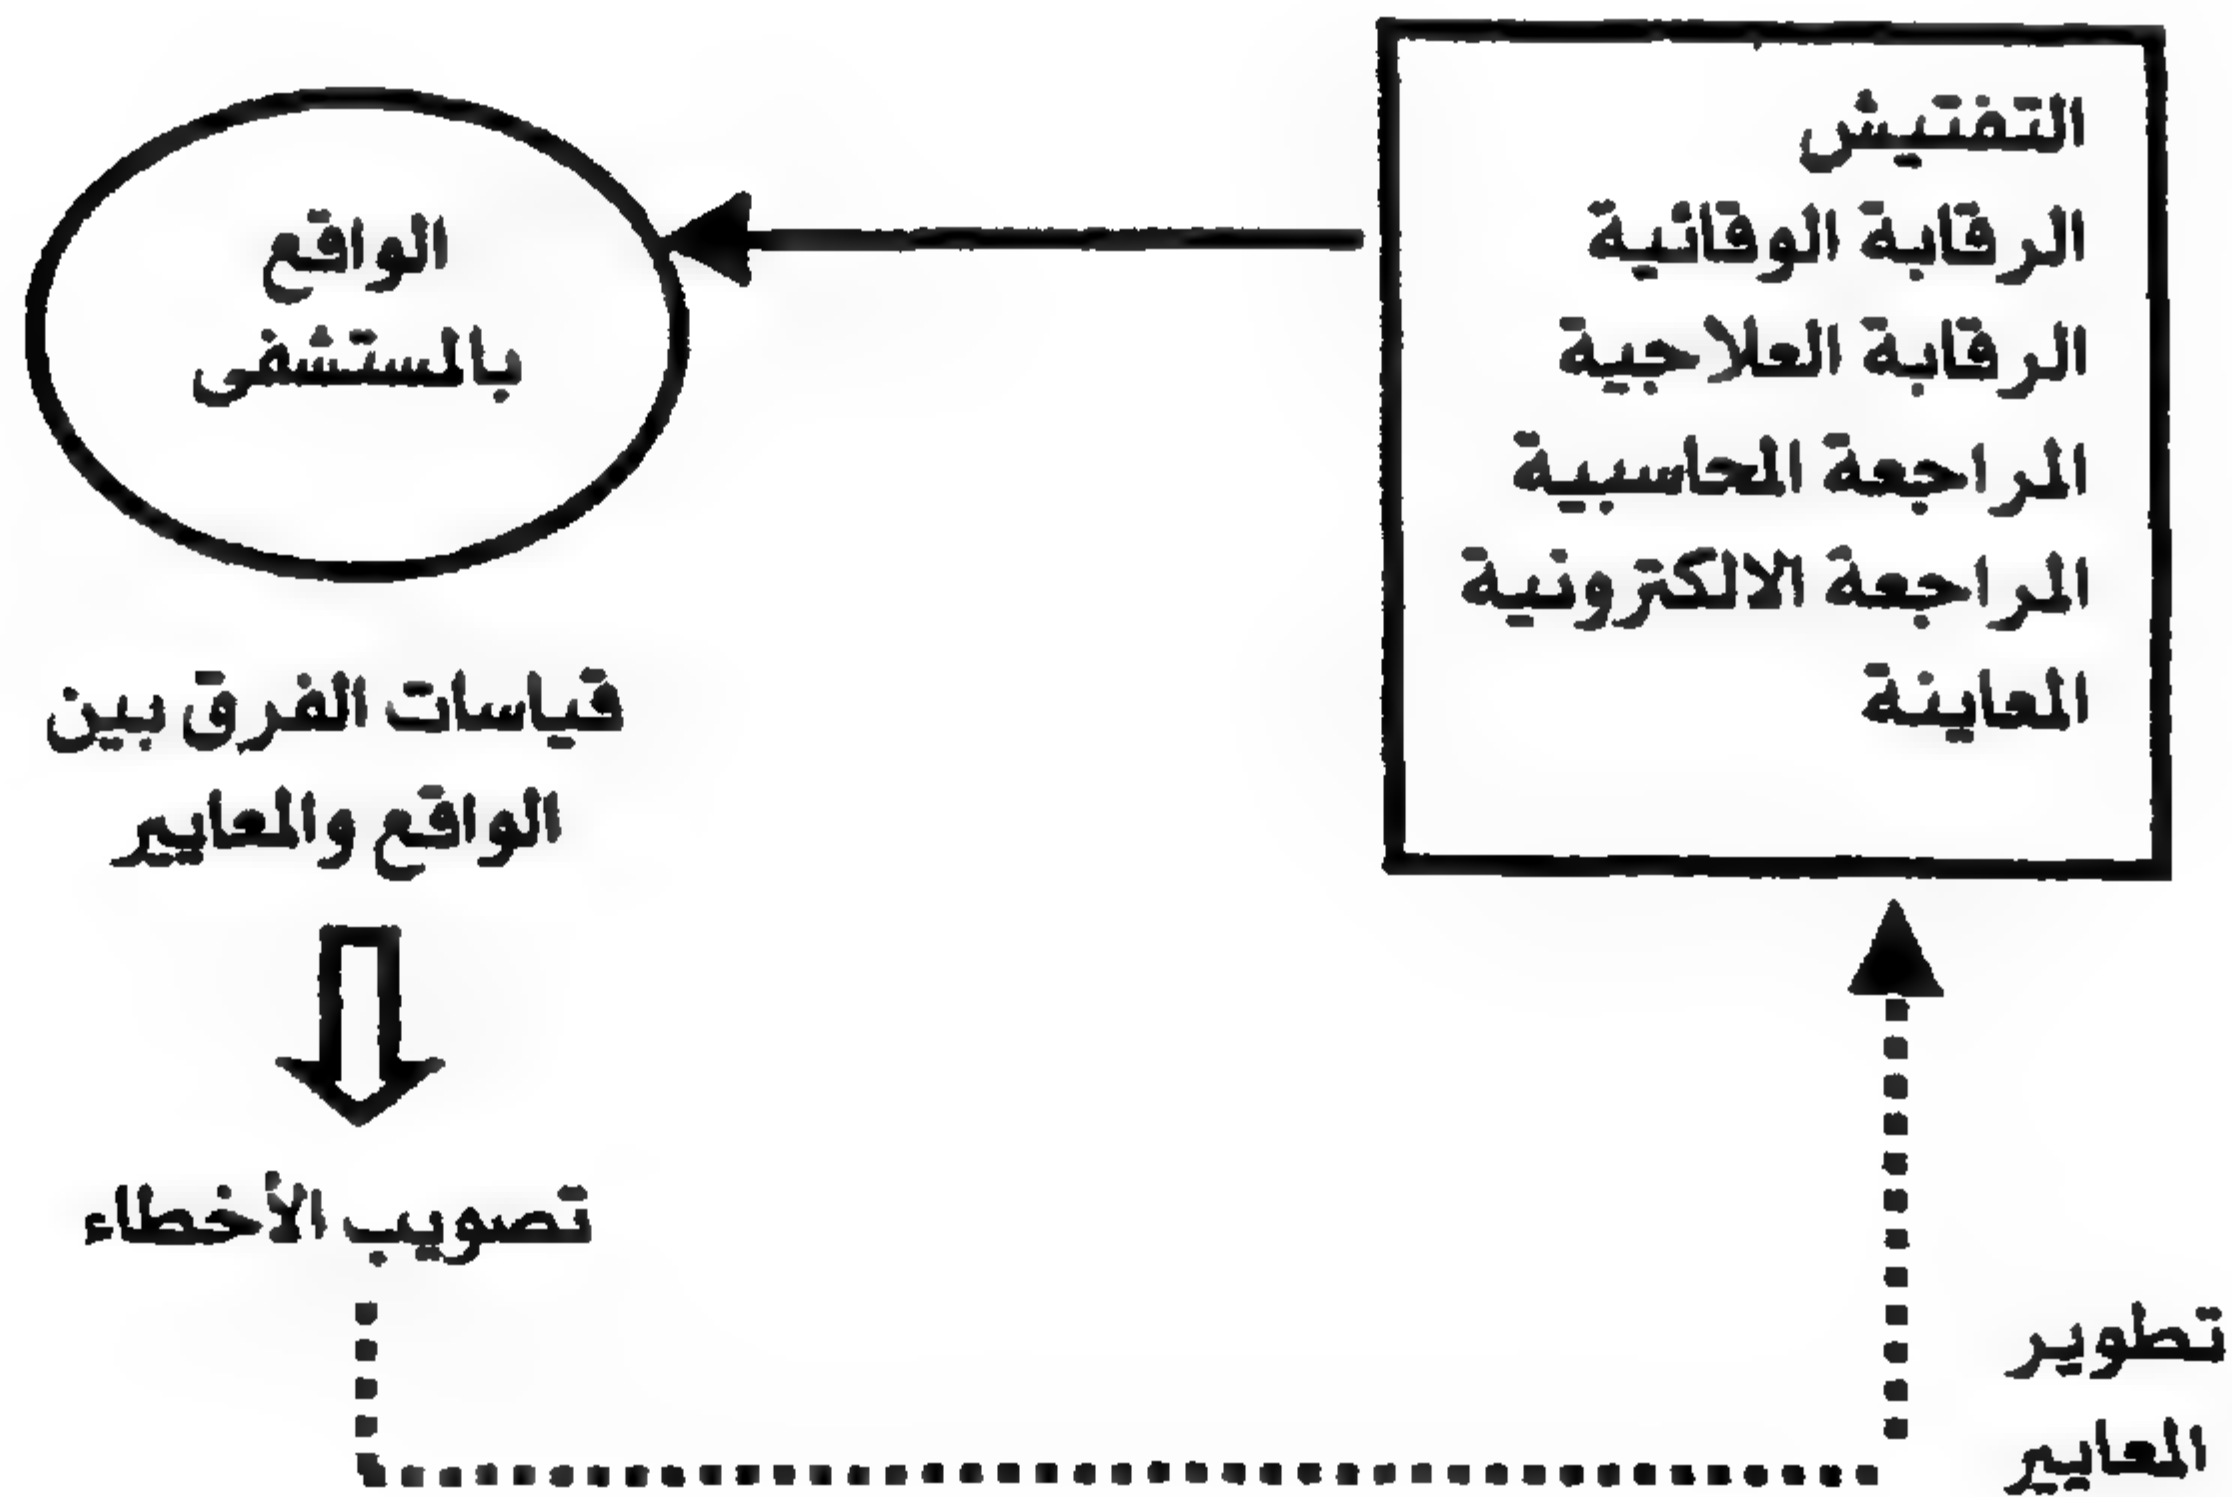 التفتيش
الرقابة الوقائية
الرقابة العلاجية
المراجعة المحاسبية
المراجعة الالكترونية
المعاينة
الواقع
بالمستشفى
قياسات الفرق بين
الواقع والمعايير
تصويب الأخطاء
تطوير
المعايير